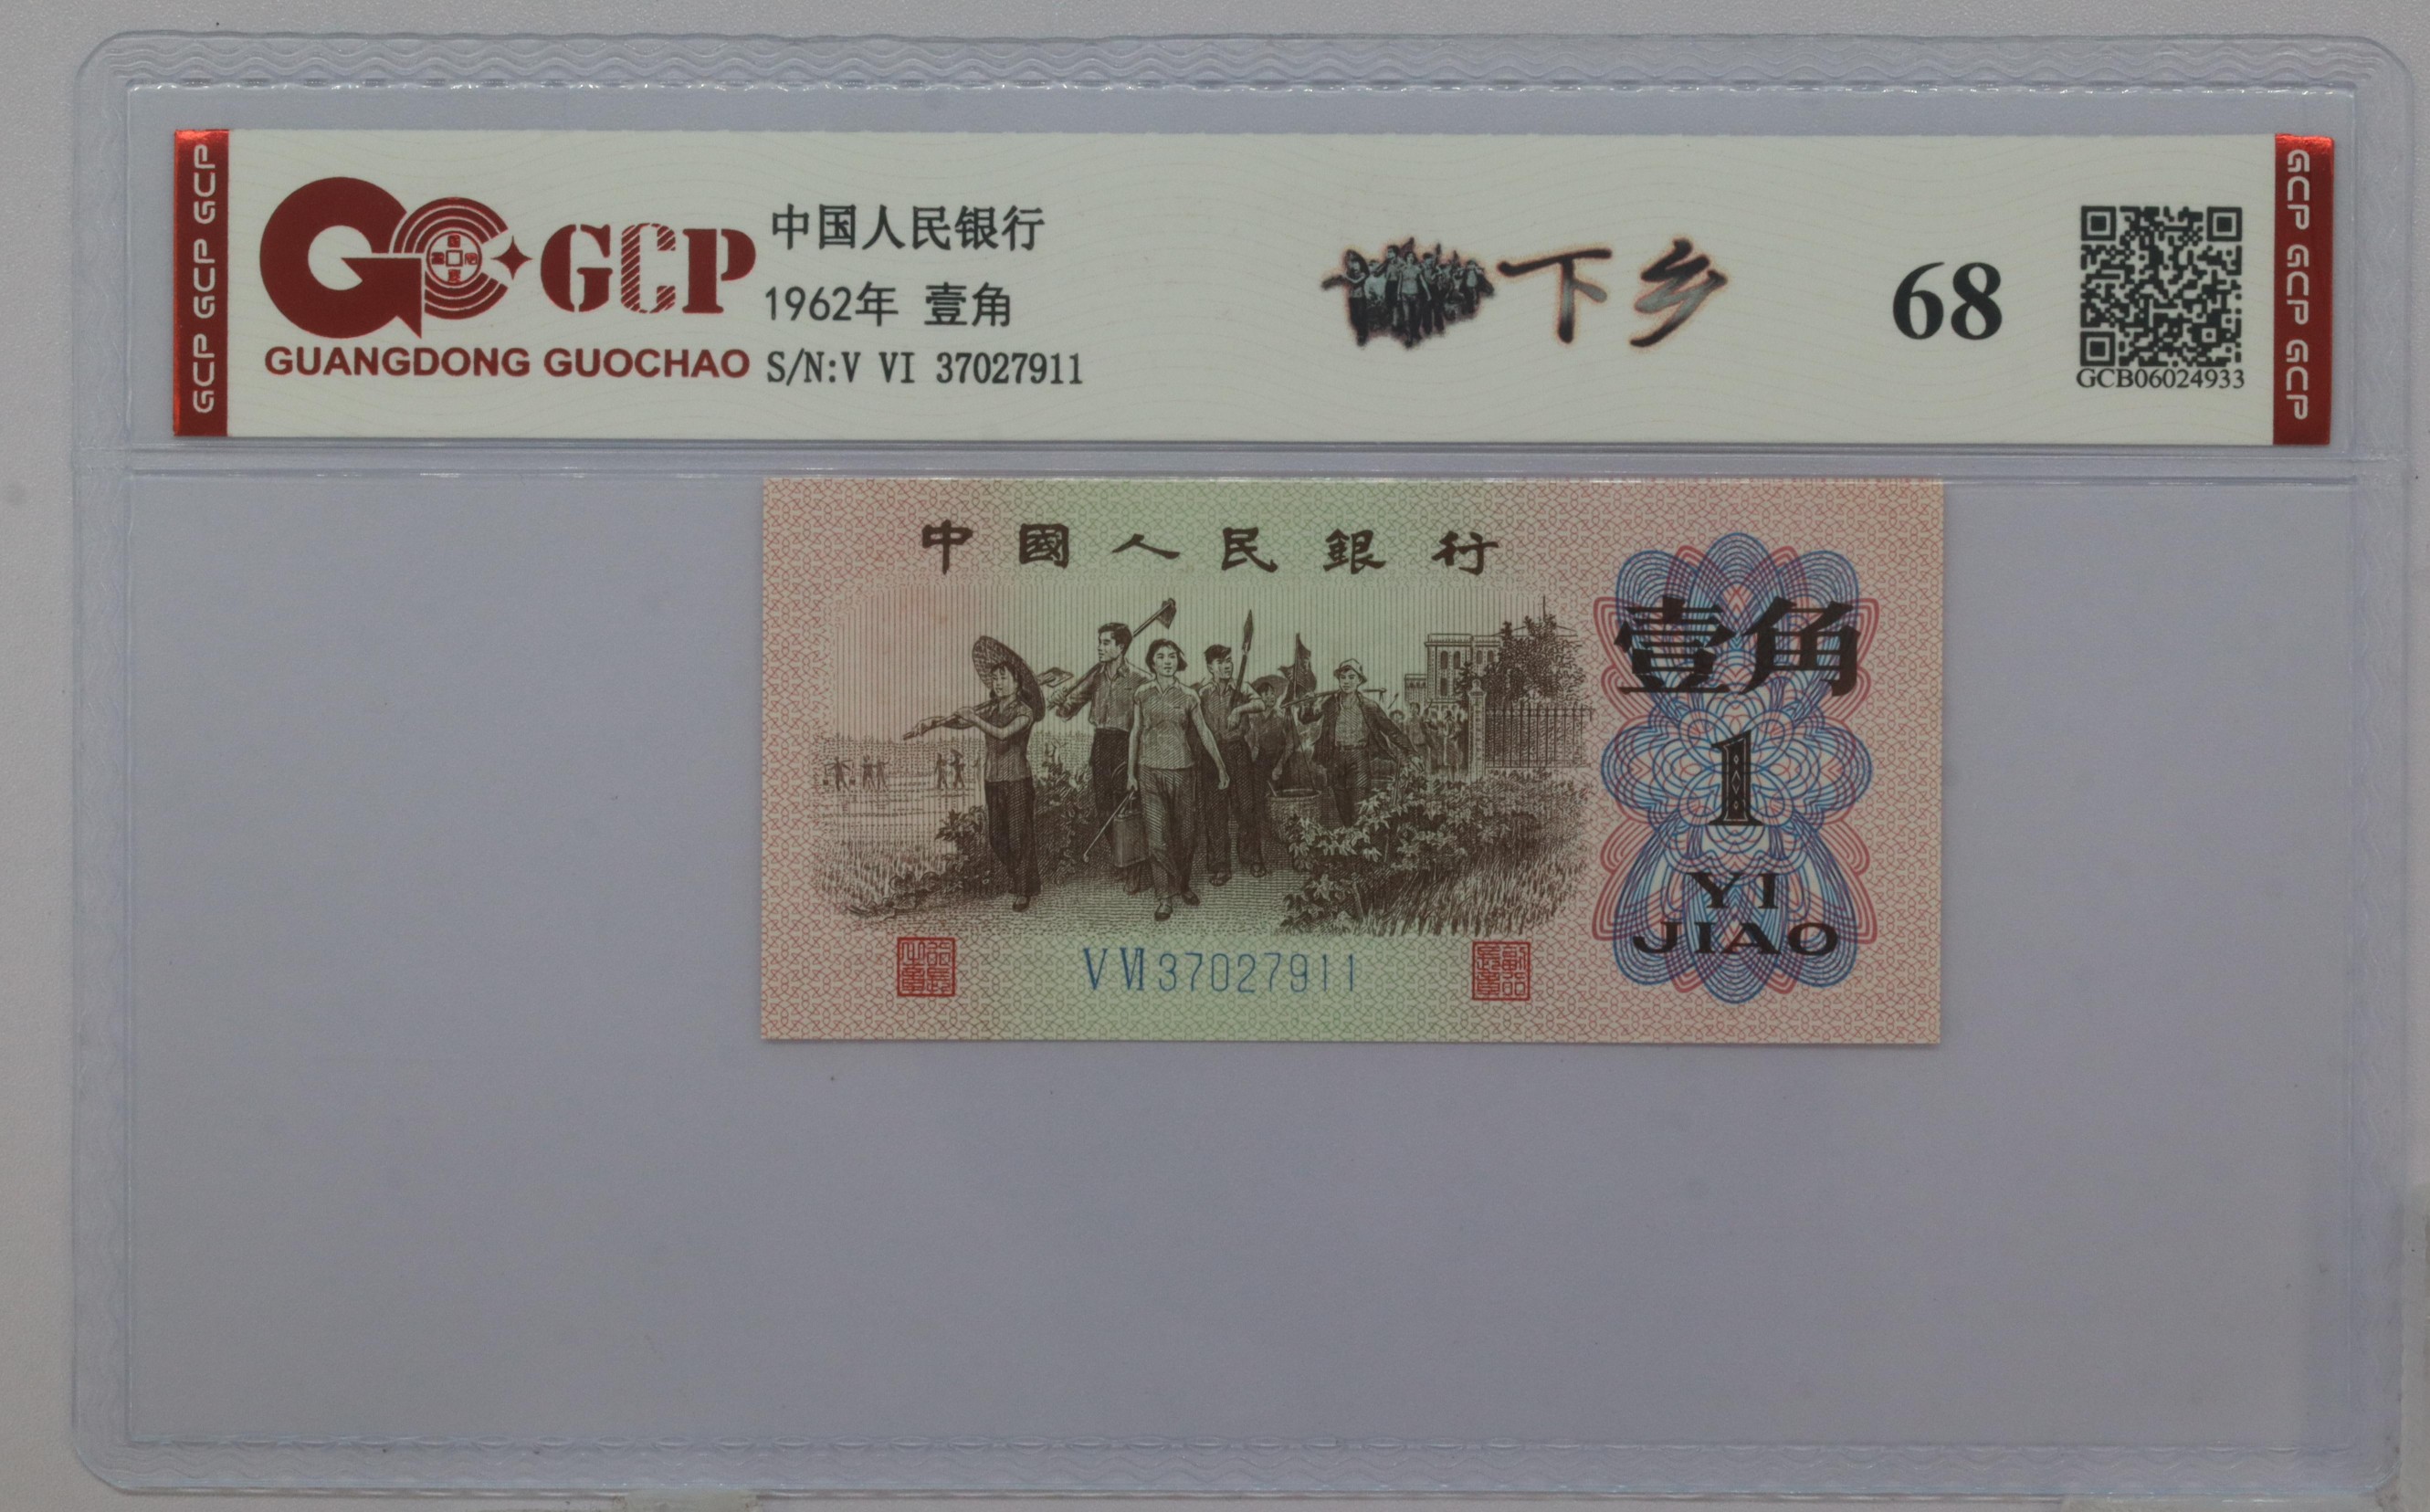 GCP GCP GCP
GCP
GUANGDONG GUOCHAO
中国人民银行
1962年 壹角
S/N:V VI 37027911
下乡
68
GCB06024933
GCP GCP GCP
中國人民銀行
壹角
1
YI
JIAO
V VI 37027911